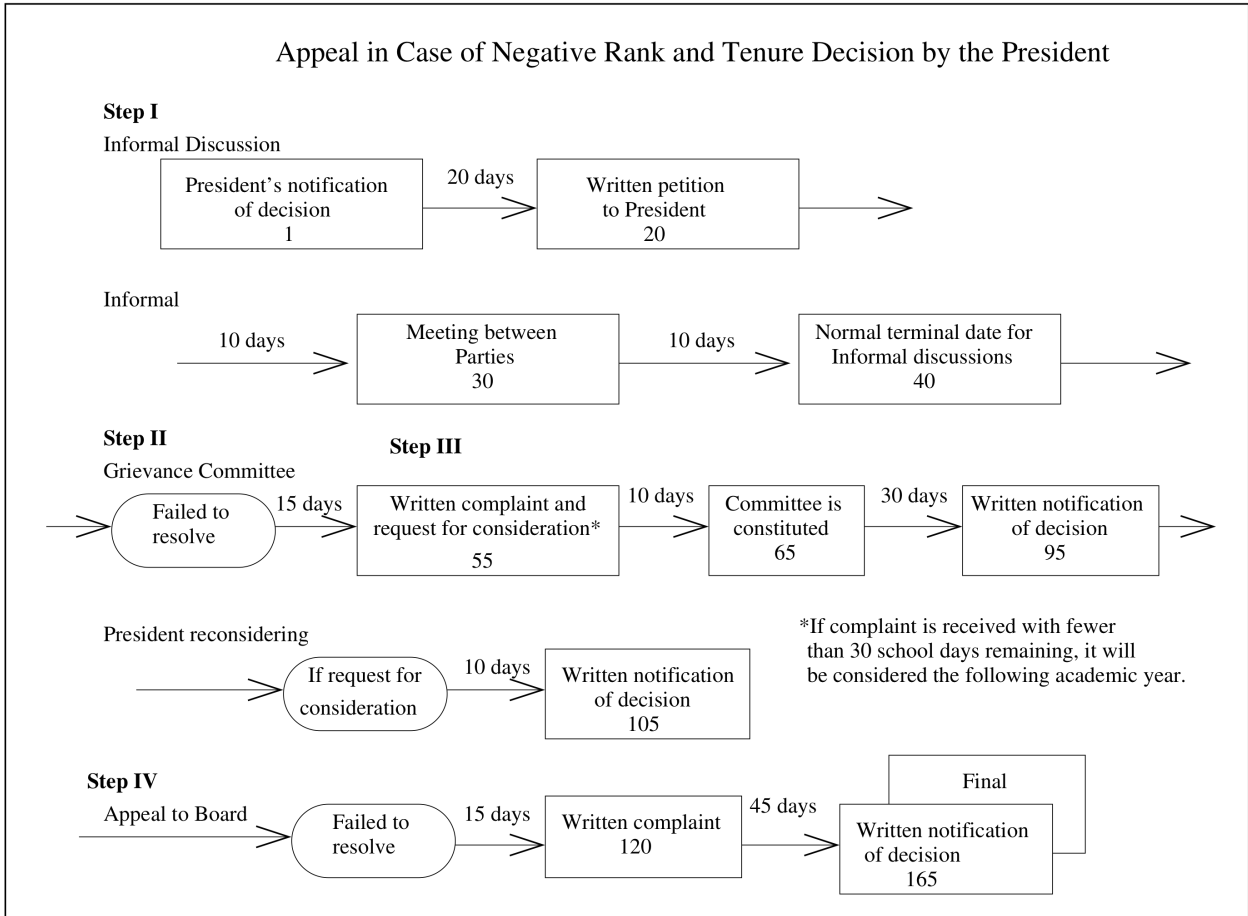 Appeal in Case of Negative Rank and Tenure Decision by the President
Step I
Informal Discussion
President's notification
of decision
1
20 days
Written petition
to President
20
Informal
10 days
Meeting between
Parties
30
10 days
Normal terminal date for
Informal discussions
40
Step II
Grievance Committee
Step III
Failed to
resolve
15 days
Written complaint and
request for consideration*
55
10 days
Committee is
constituted
65
30 days
Written notification
of decision
95
President reconsidering
If request for
consideration
10 days
Written notification
of decision
105
*If complaint is received with fewer
than 30 school days remaining, it will
be considered the following academic year.
Step IV
Appeal to Board
Failed to
resolve
15 days
Written complaint
120
45 days
Final
Written notification
of decision
165